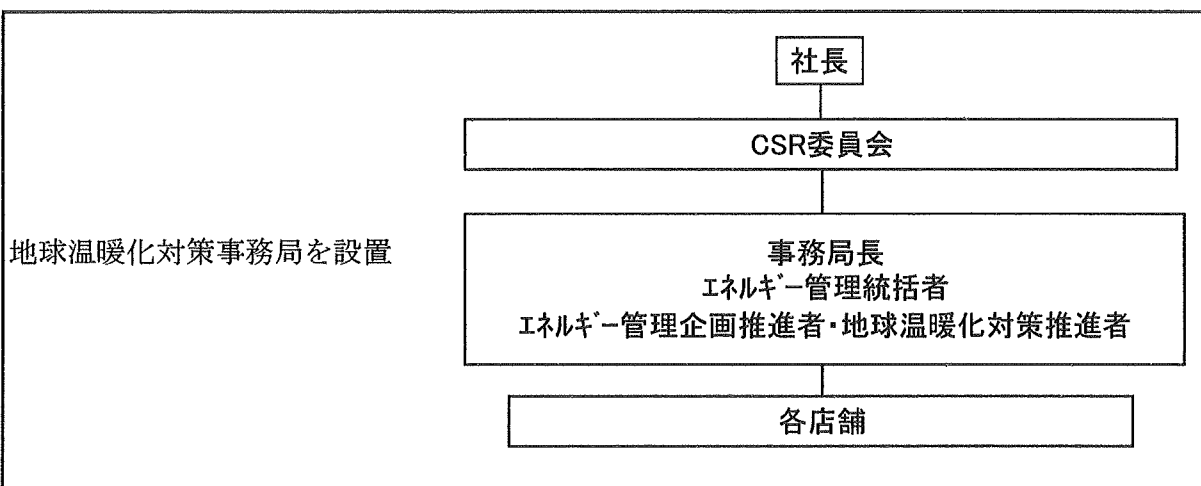 社長
CSR委員会
地球温暖化対策事務局を設置
事務局長
ｴﾈﾙｷﾞｰ管理統括者
ｴﾈﾙｷﾞｰ管理企画推進者・地球温暖化対策推進者
各店舗